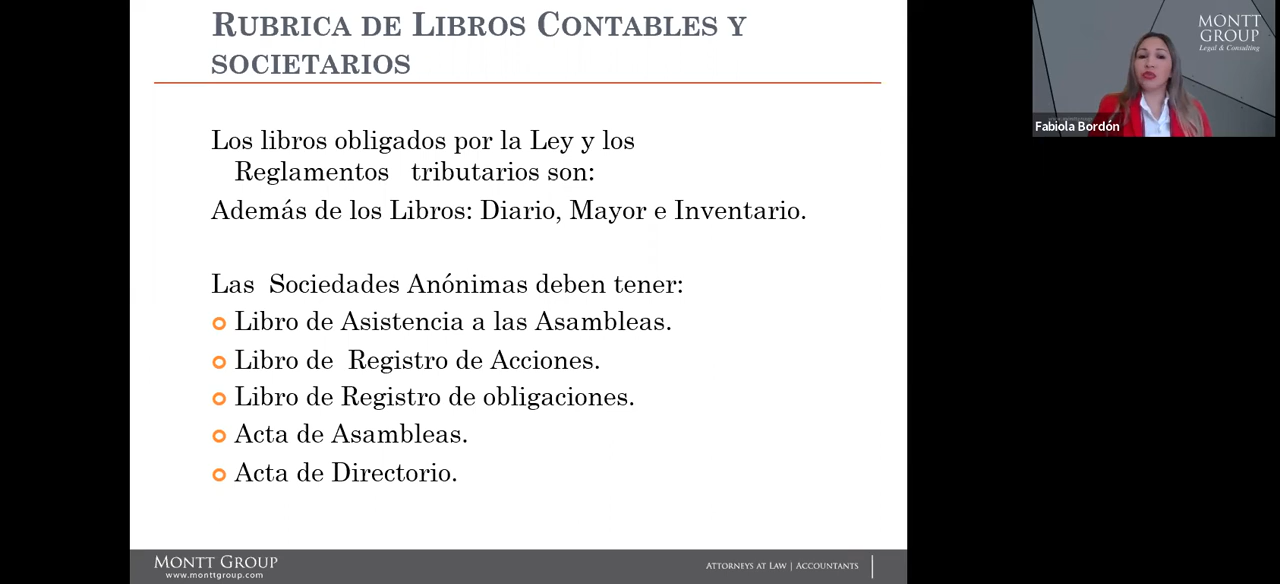 RUBRICA DE LIBROS CONTABLES Y
SOCIETARIOS
Los libros obligados por la Ley y los
Reglamentos tributarios son:
Además de los Libros: Diario, Mayor e Inventario.
Las Sociedades Anónimas deben tener:
Libro de Asistencia a las Asambleas.
Libro de Registro de Acciones.
Libro de Registro de obligaciones.
Acta de Asambleas.
Acta de Directorio.
MONTT GROUP
www.monttgroup.com
ATTORNEYS AT LAW | ACCOUNTANTS
MONTT
GROUP
Legal & Consulting
Fabiola Bordón